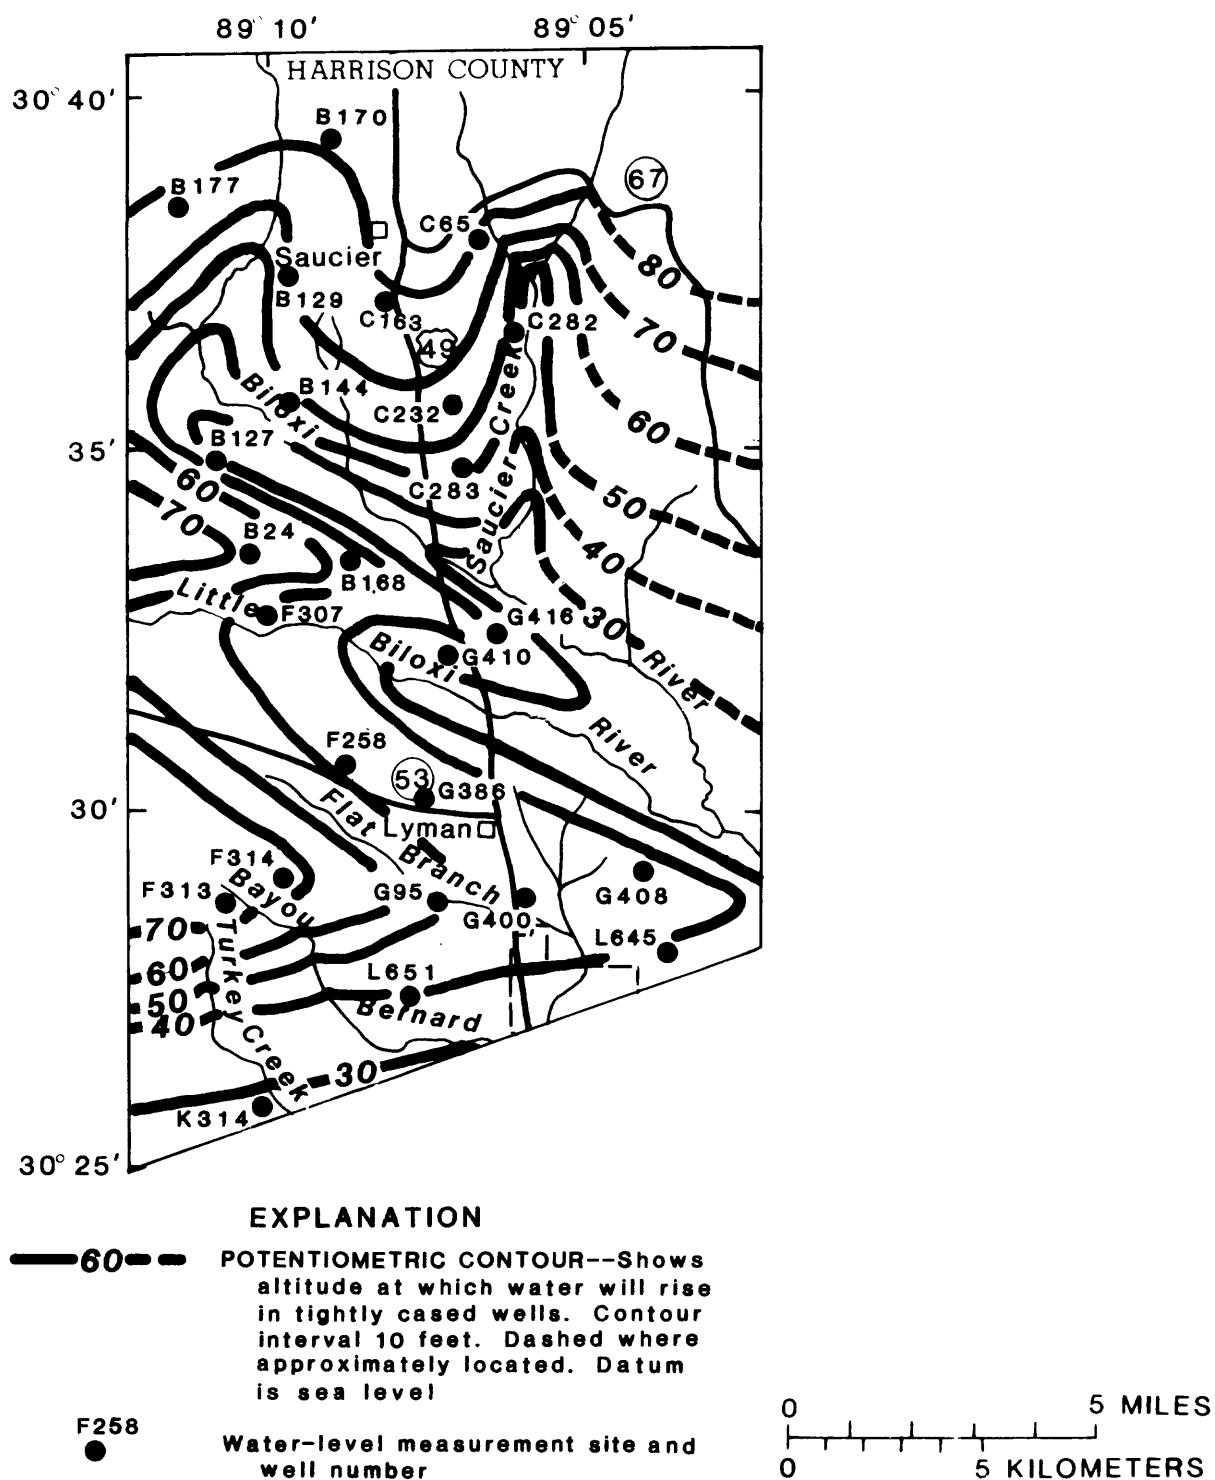 89° 10' 89° 05'
HARRISON COUNTY
30° 40'
B170
67
B177
C65
Saucier
80
B129
C163
C282
70
49
B144
Biloxi
C232
Saucier Creek
60
B127
35'
60
C283
50
70
B24
40
B168
Little
F307
G416
30
Biloxi
G410
River
River
F258
53
G386
30'
Flat
Lyman
Branch
F314
G408
F313
Bayou
G95
G400
70
L645
Turkey Creek
60
L651
50
Bernard
40
30
K314
30° 25'
EXPLANATION
60 POTENTIOMETRIC CONTOUR--Shows
altitude at which water will rise
in tightly cased wells. Contour
interval 10 feet. Dashed where
approximately located. Datum
is sea level
F258
Water-level measurement site and
well number
0 5 MILES
0 5 KILOMETERS